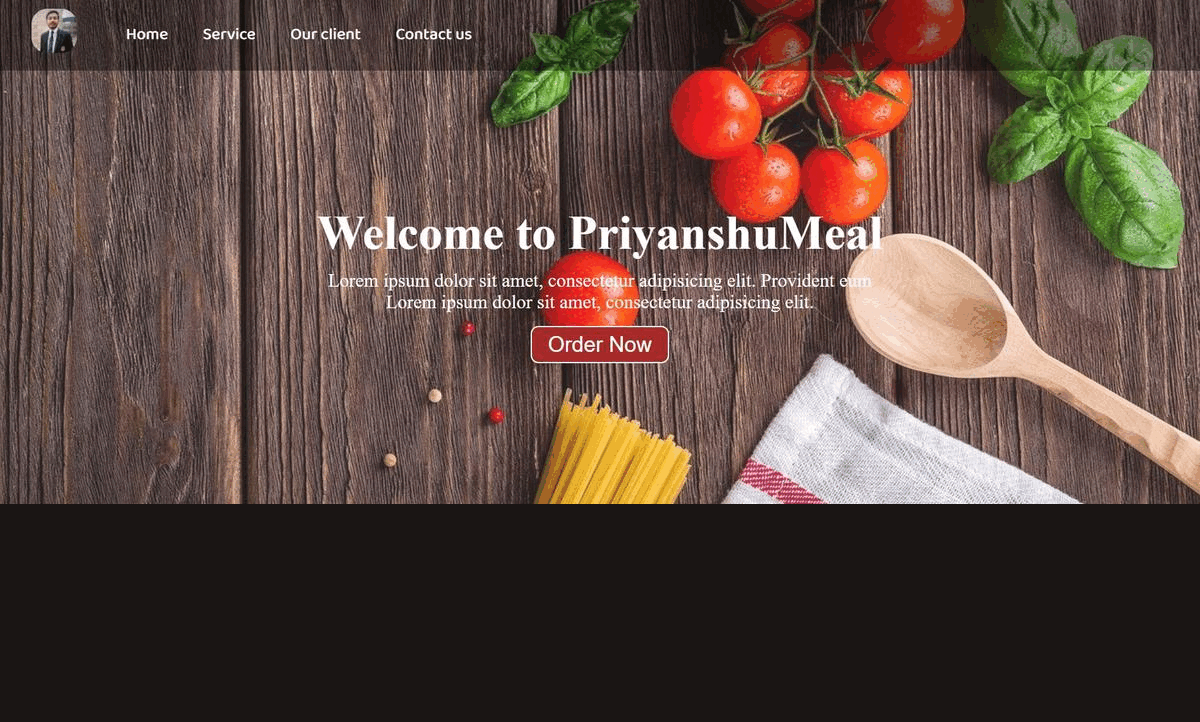 Home Service Our client Contact us
Welcome to PriyanshuMeal
Lorem ipsum dolor sit amet, consectetur adipisicing elit. Provident eum
Lorem ipsum dolor sit amet, consectetur adipisicing elit.
Order Now